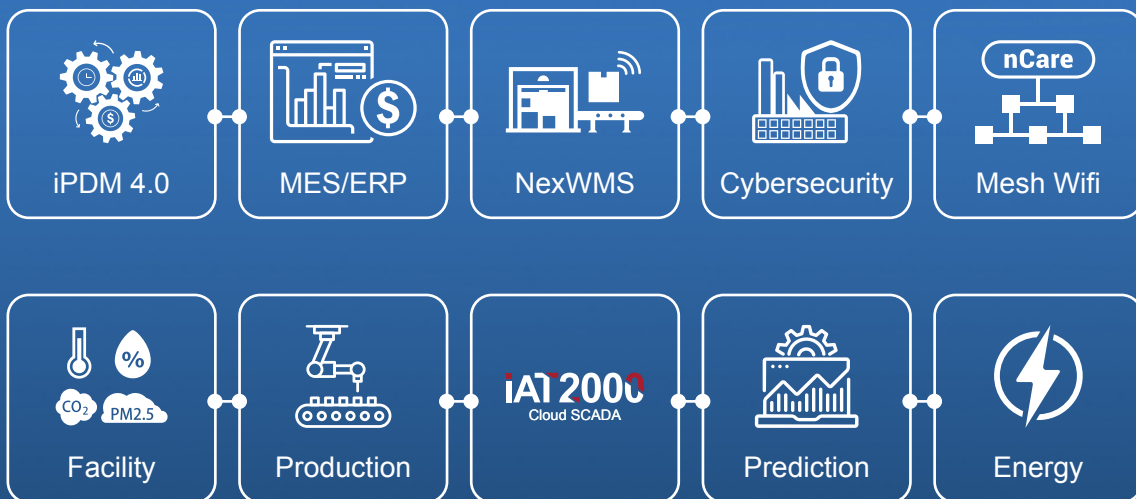 nCare
$
$
iPDM 4.0
MES/ERP
NexWMS
Cybersecurity
Mesh Wifi
%
CO2
PM2.5
iAT2000
Cloud SCADA
Facility
Production
Prediction
Energy